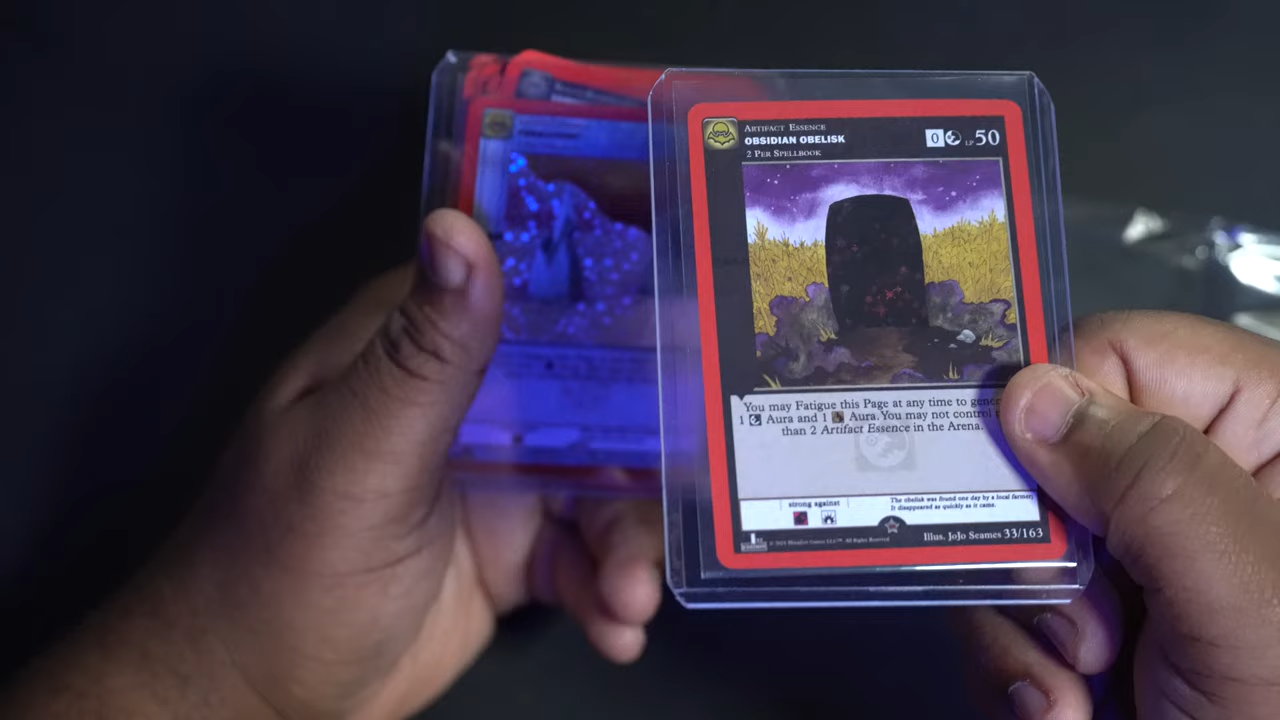 ARTIFACT ESSENCE
OBSIDIAN OBELISK
0 LP 50
2 PER SPELLBOOK
You may Fatigue this Page at any time to
1 Aura and 1 Aura. You may not control
than 2 Artifact Essence in the Arena.
strong against
The obelisk was found one day by a local farmer,
It disappeared as quickly as it came.
Illus. JoJo Seames 33/163